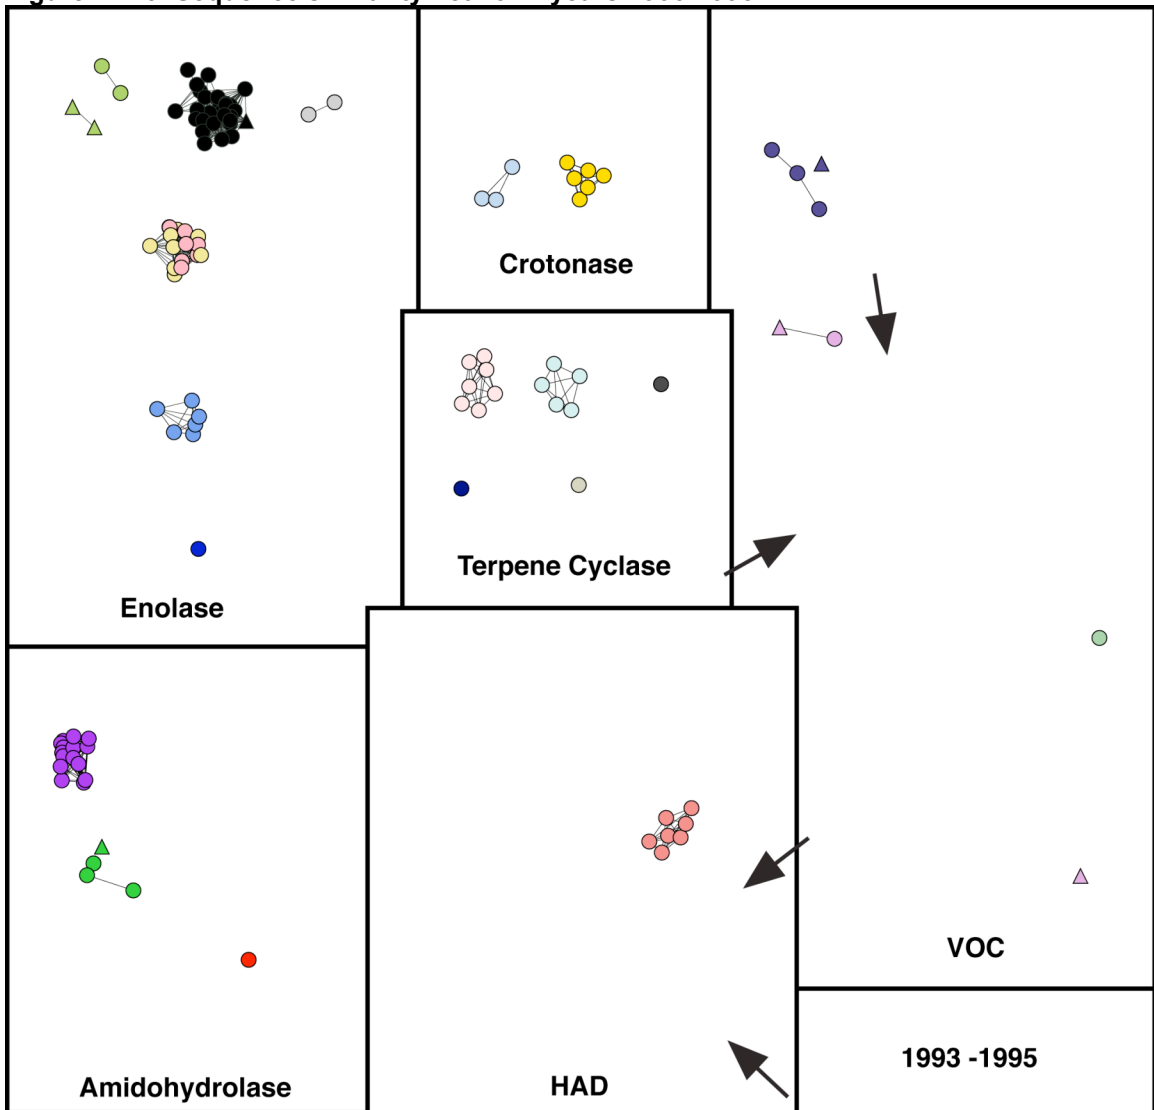 Crotonase
Terpene Cyclase
Enolase
VOC
1993 -1995
Amidohydrolase
HAD